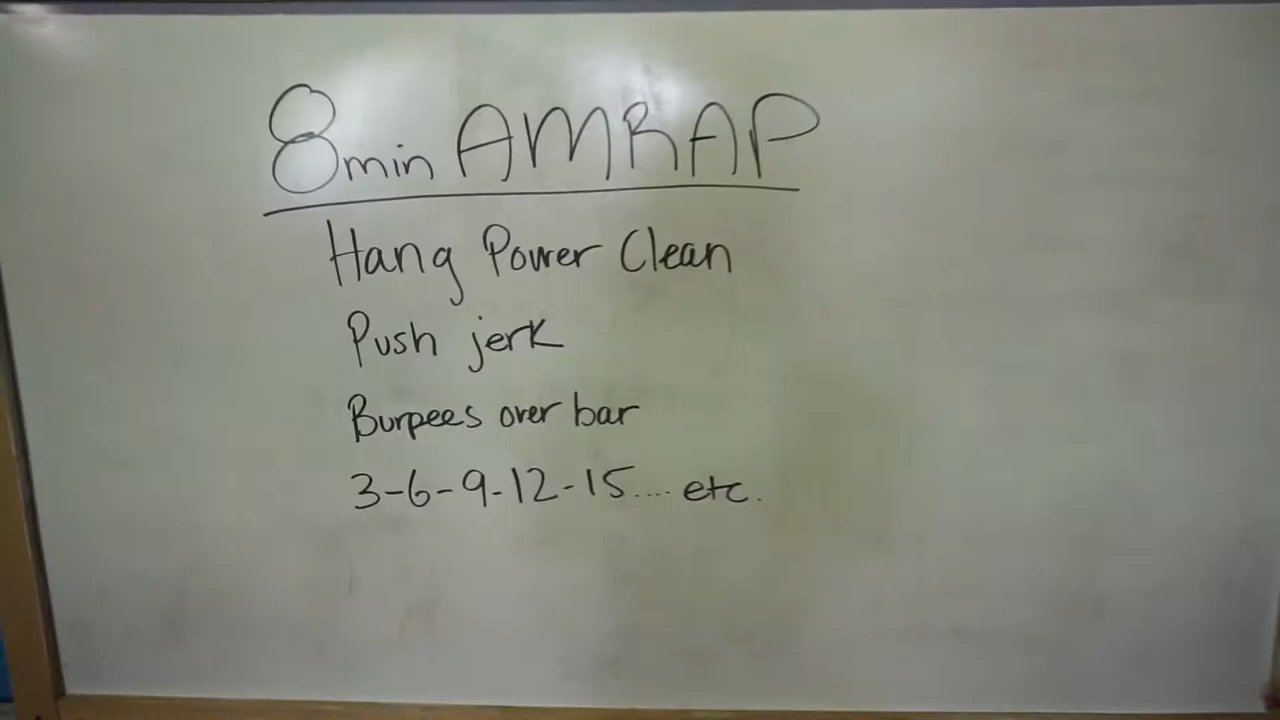 8min AMRAP
Hang Power Clean
Push jerk
Burpees over bar
3-6-9-12-15.... etc.